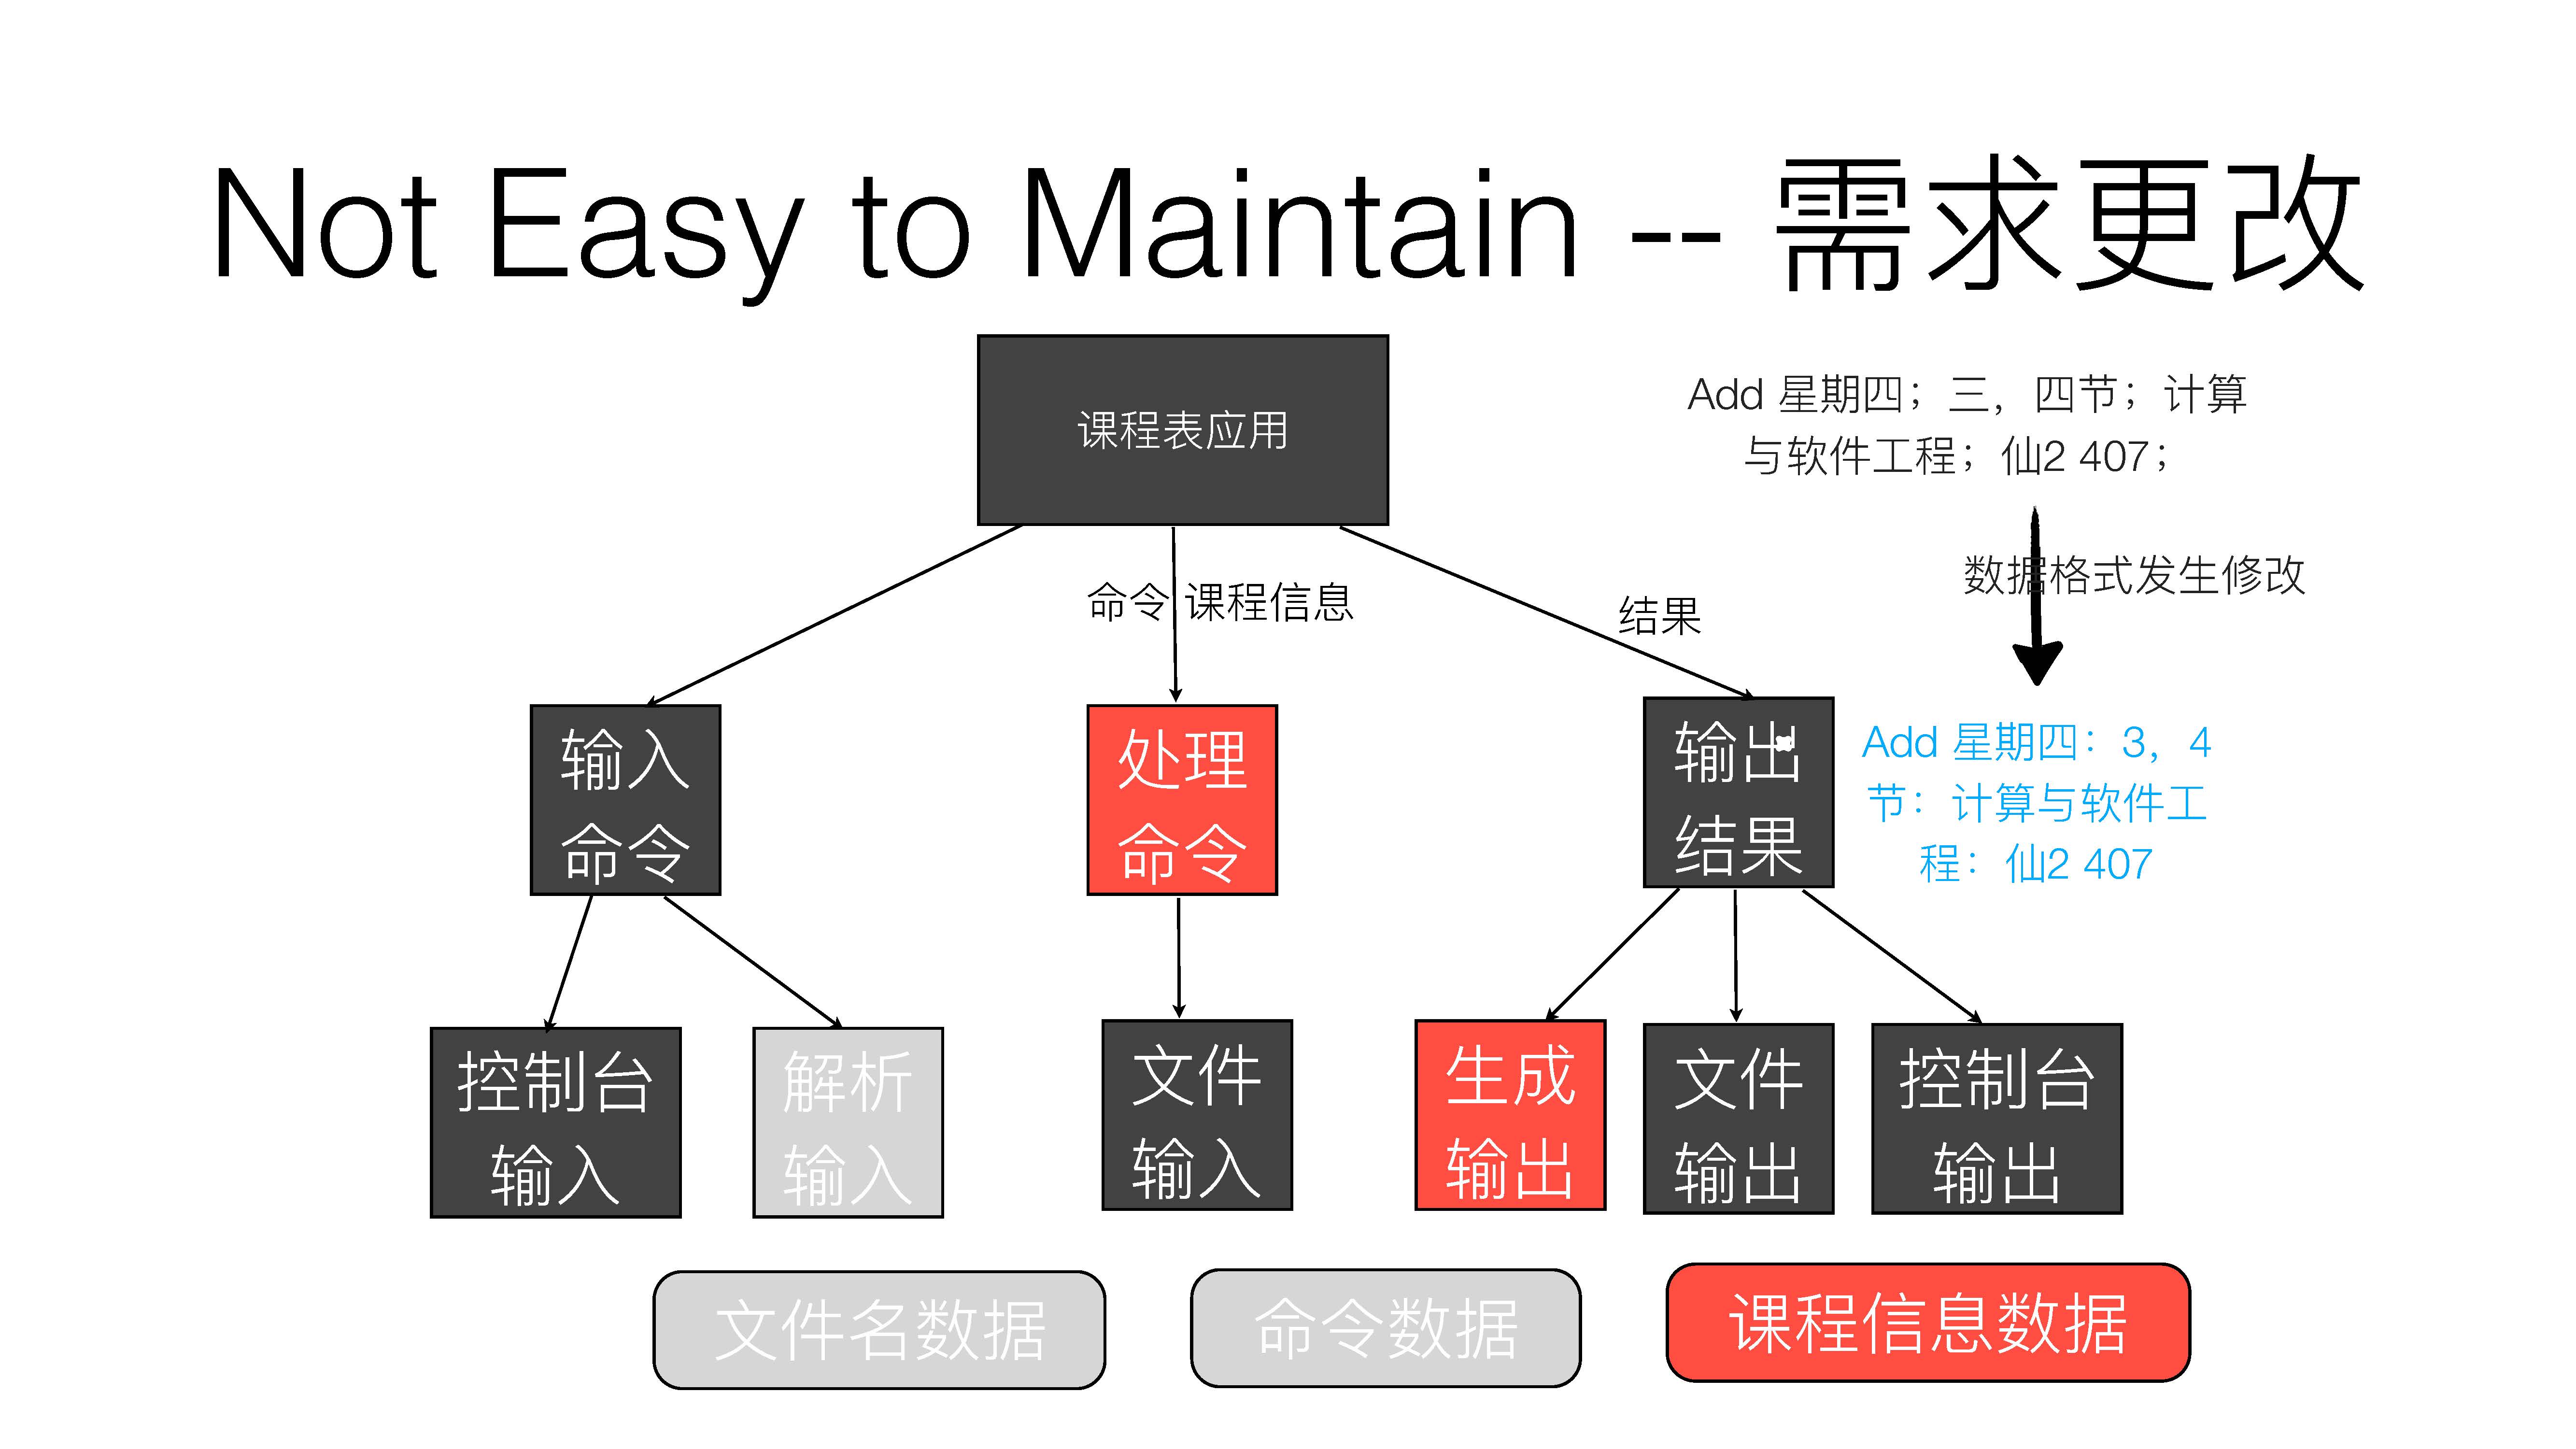 Not Easy to Maintain -- 需求更改
课程表应用
Add 星期四；三，四节；计算
与软件工程；仙2 407；
命令 课程信息
结果
数据格式发生修改
输入
命令
处理
命令
输出
结果
Add 星期四：3，4
节：计算与软件工
程：仙2 407
控制台
输入
解析
输入
文件
输入
生成
输出
文件
输出
控制台
输出
文件名数据
命令数据
课程信息数据